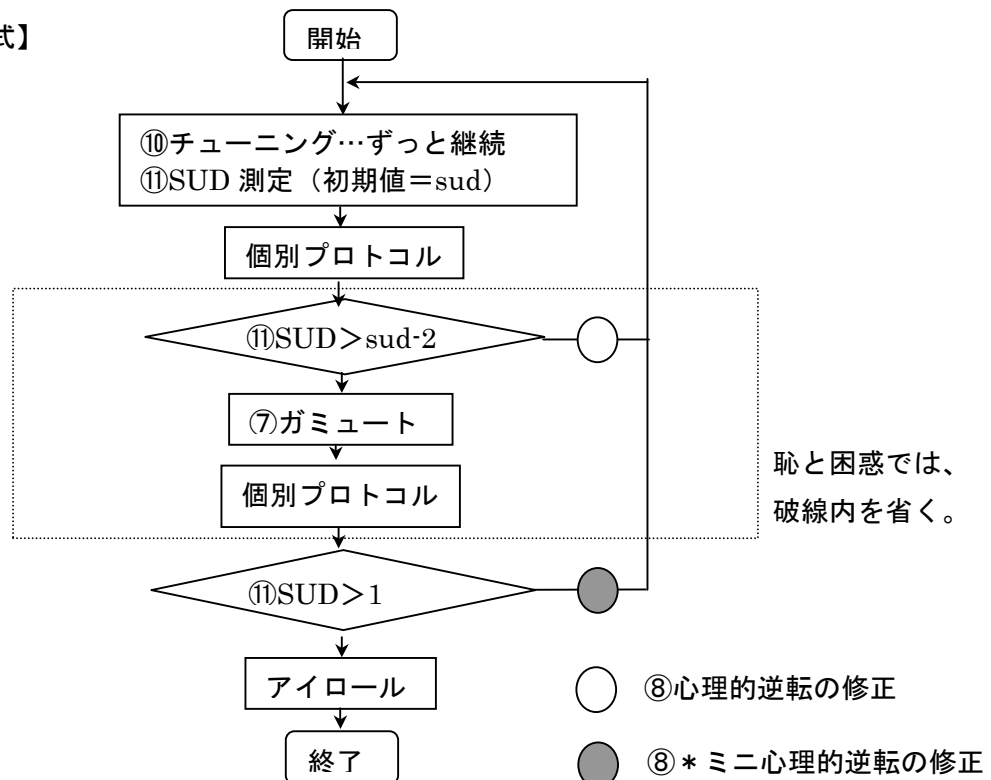 式】
開始
⑩チューニング…ずっと継続
⑪SUD 測定（初期値＝sud）
個別プロトコル
⑪SUD＞sud-2
⑦ガミュート
個別プロトコル
恥と困惑では、
破線内を省く。
⑪SUD＞1
アイロール
⑧心理的逆転の修正
終了
⑧＊ミニ心理的逆転の修正